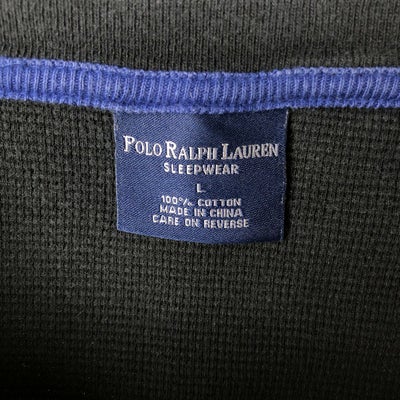 POLO RALPH LAUREN
SLEEPWEAR
L
100% COTTON
MADE IN CHINA
CARE ON REVERSE